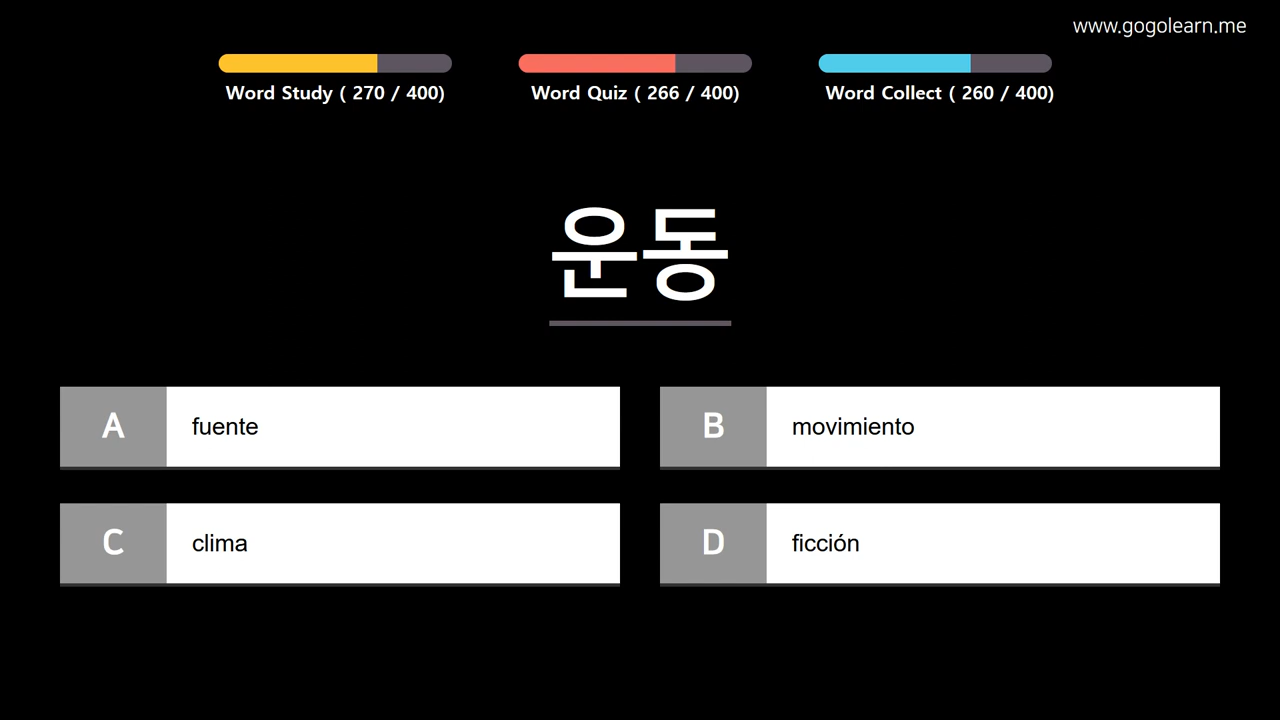 www.gogolearn.me
Word Study ( 270 / 400)
Word Quiz ( 266 / 400)
Word Collect ( 260 / 400)
운동
A fuente
B movimiento
C clima
D ficción